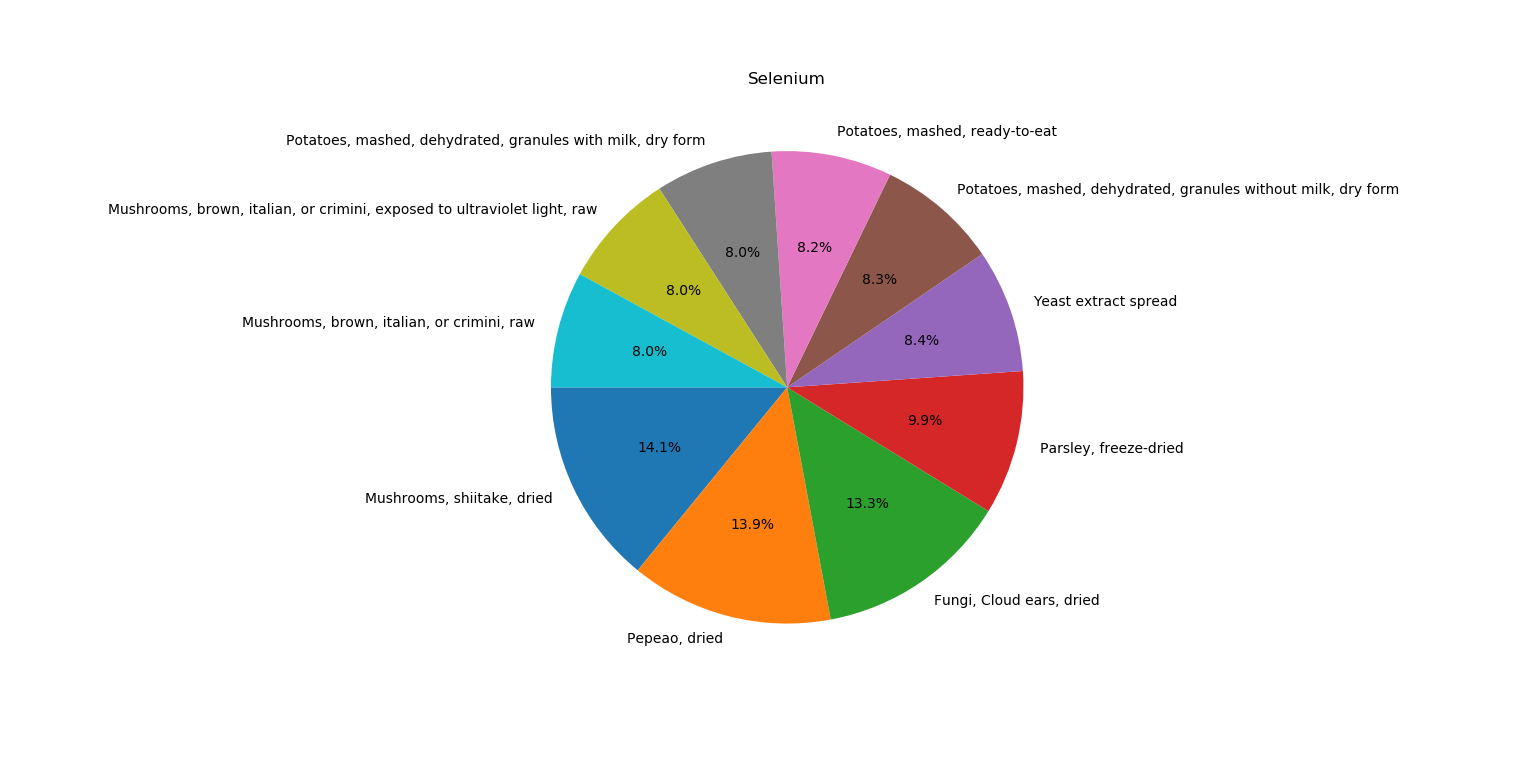 Selenium
Potatoes, mashed, ready-to-eat
Potatoes, mashed, dehydrated, granules with milk, dry form
Potatoes, mashed, dehydrated, granules without milk, dry form
Mushrooms, brown, italian, or crimini, exposed to ultraviolet light, raw
8.2%
8.0%
8.3%
8.0%
Yeast extract spread
Mushrooms, brown, italian, or crimini, raw
8.4%
8.0%
9.9%
14.1%
Parsley, freeze-dried
Mushrooms, shiitake, dried
13.3%
13.9%
Fungi, Cloud ears, dried
Pepeao, dried